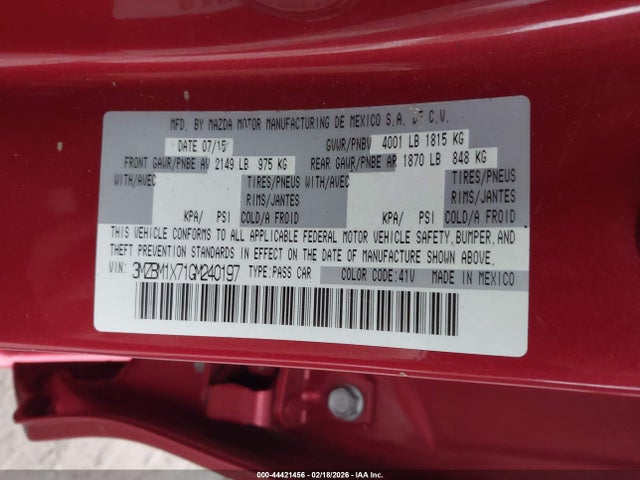 MFD. BY MAZDA MOTOR MANUFACTURING DE MEXICO S.A. DE C.V.
DATE 07/15 GVWR/PNBV 4001 LB 1815 KG
FRONT GAWR/PNBE AV 2149 LB 975 KG REAR GAWR/PNBE AR 1870 LB 848 KG
WITH/AVEC TIRES/PNEUS WITH/AVEC TIRES/PNEUS
RIMS/JANTES RIMS/JANTES
KPA/ PSI COLD/A FROID KPA/ PSI COLD/A FROID
THIS VEHICLE CONFORMS TO ALL APPLICABLE FEDERAL MOTOR VEHICLE SAFETY, BUMPER, AND
THEFT PREVENTION STANDARDS IN EFFECT ON THE DATE OF MANUFACTURE SHOWN ABOVE.
VIN: 3MZBM1X71GM240197 TYPE:PASS CAR COLOR CODE:41V MADE IN MEXICO
000-44421456 - 02/18/2026 - IAA Inc.